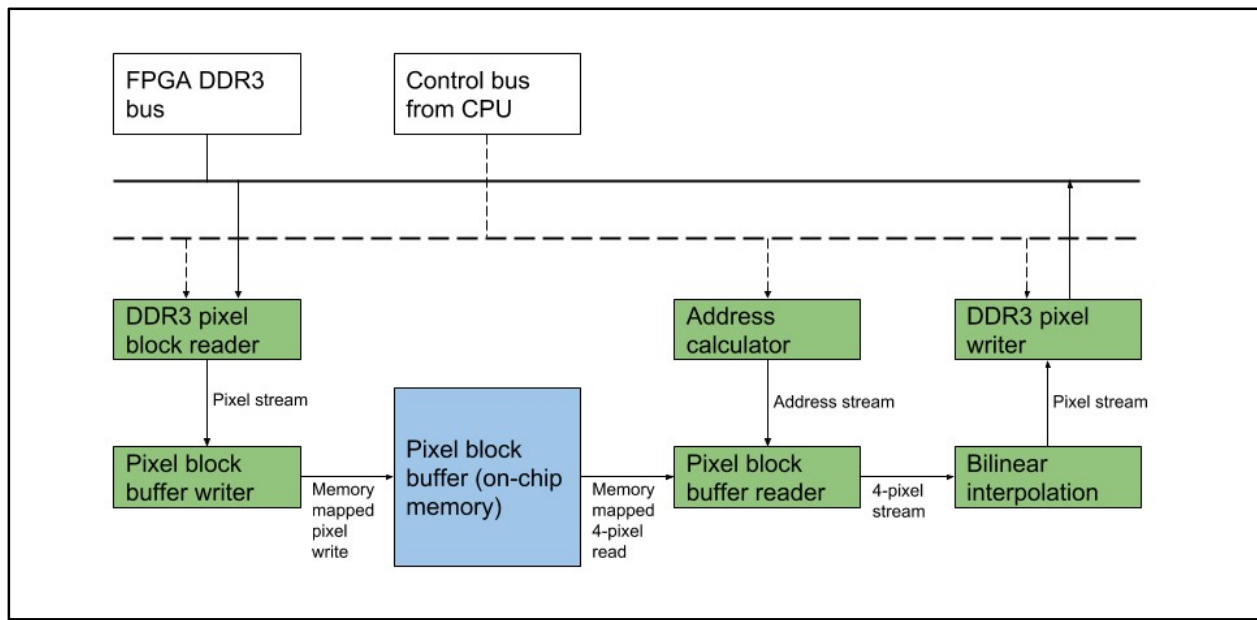 FPGA DDR3
bus
Control bus
from CPU
DDR3 pixel
block reader
Address
calculator
DDR3 pixel
writer
Pixel stream
Address stream
Pixel stream
Pixel block
buffer writer
Memory
mapped
pixel
write
Pixel block
buffer (on-chip
memory)
Memory
mapped
4-pixel
read
Pixel block
buffer reader
4-pixel
stream
Bilinear
interpolation